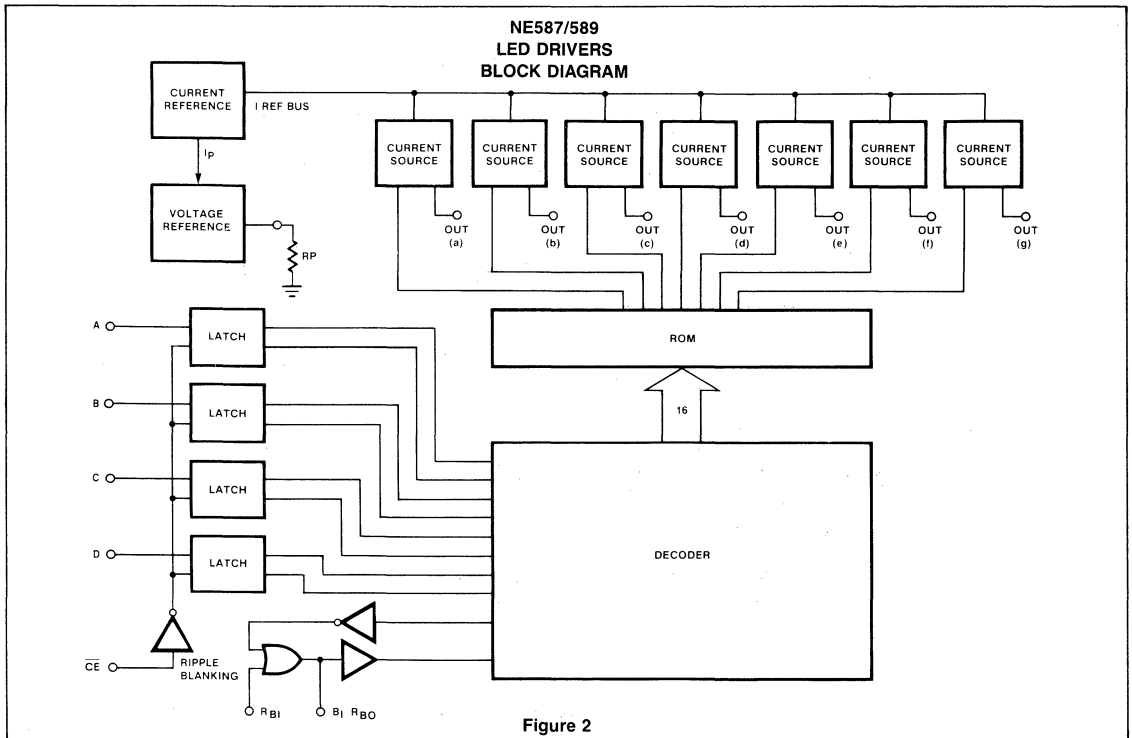 NE587/589
LED DRIVERS
BLOCK DIAGRAM
CURRENT
REFERENCE
I REF BUS
IP
VOLTAGE
REFERENCE
RP
CURRENT
SOURCE
CURRENT
SOURCE
CURRENT
SOURCE
CURRENT
SOURCE
CURRENT
SOURCE
CURRENT
SOURCE
CURRENT
SOURCE
OUT
(a)
OUT
(b)
OUT
(c)
OUT
(d)
OUT
(e)
OUT
(f)
OUT
(g)
ROM
16
DECODER
A
LATCH
B
LATCH
C
LATCH
D
LATCH
CE
RIPPLE
BLANKING
RBI
BI RBO
Figure 2